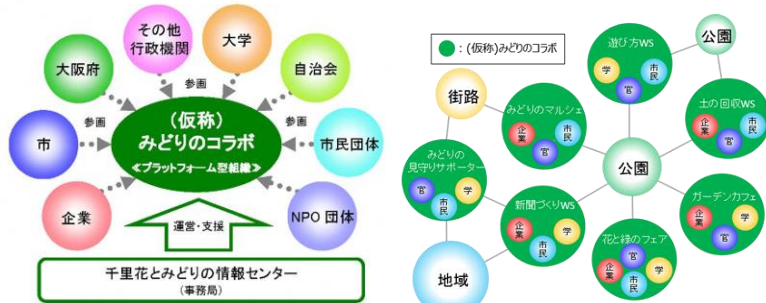 その他
行政機関
大学
大阪府
自治会
参画
市
参画
(仮称)
みどりのコラボ
≪プラットフォーム型組織≫
参画
市民団体
企業
NPO 団体
運営・支援
千里花とみどりの情報センター
(事務局)
:(仮称)みどりのコラボ
遊び方WS
学
市民
官
公園
街路
みどりのマルシェ
企業
市民
官
土の回収WS
企業
市民
官
みどりの
見守りサポーター
官
学
市民
公園
新聞づくりWS
企業
学
市民
ガーデンカフェ
企業
学
官
花と緑のフェア
官
企業
学
市民
地域